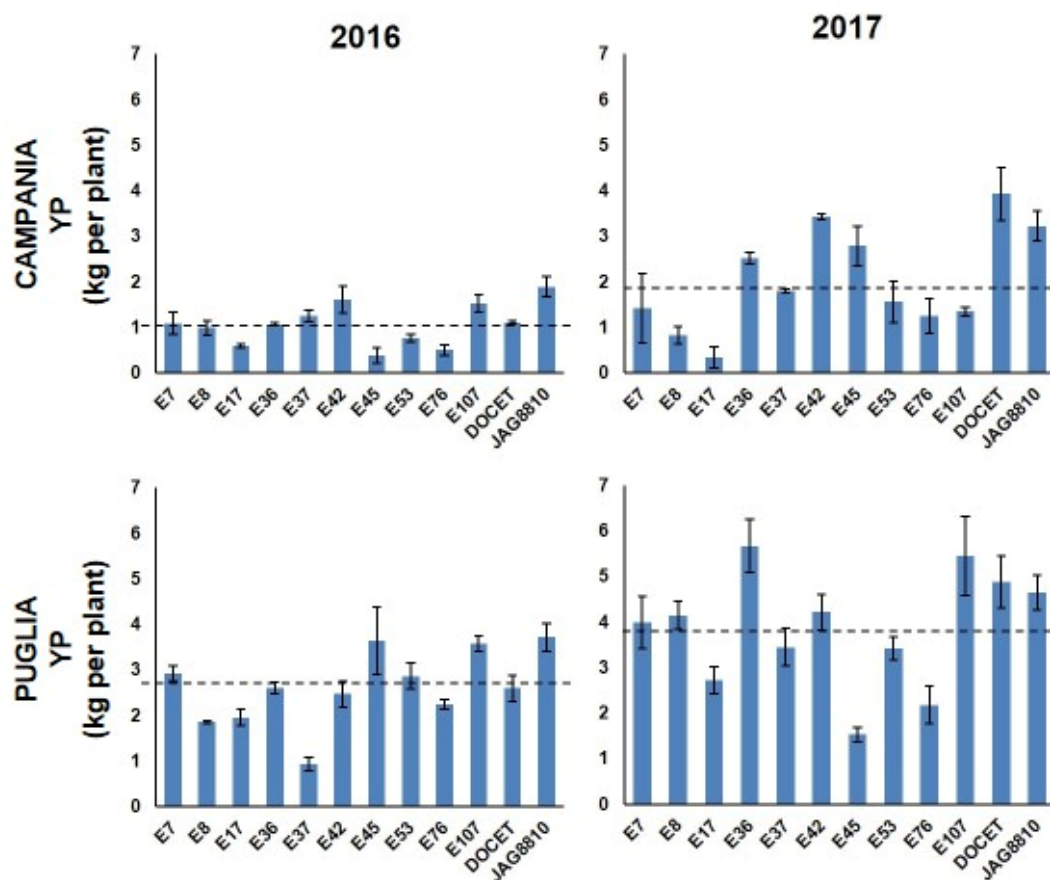 2016
2017
CAMPANIA
YP
(kg per plant)
7
6
5
4
3
2
1
0
E7
E8
E17
E36
E37
E42
E45
E53
E76
E107
DOCET
JAG8810
7
6
5
4
3
2
1
0
E7
E8
E17
E36
E37
E42
E45
E53
E76
E107
DOCET
JAG8810
PUGLIA
YP
(kg per plant)
7
6
5
4
3
2
1
0
E7
E8
E17
E36
E37
E42
E45
E53
E76
E107
DOCET
JAG8810
7
6
5
4
3
2
1
0
E7
E8
E17
E36
E37
E42
E45
E53
E76
E107
DOCET
JAG8810